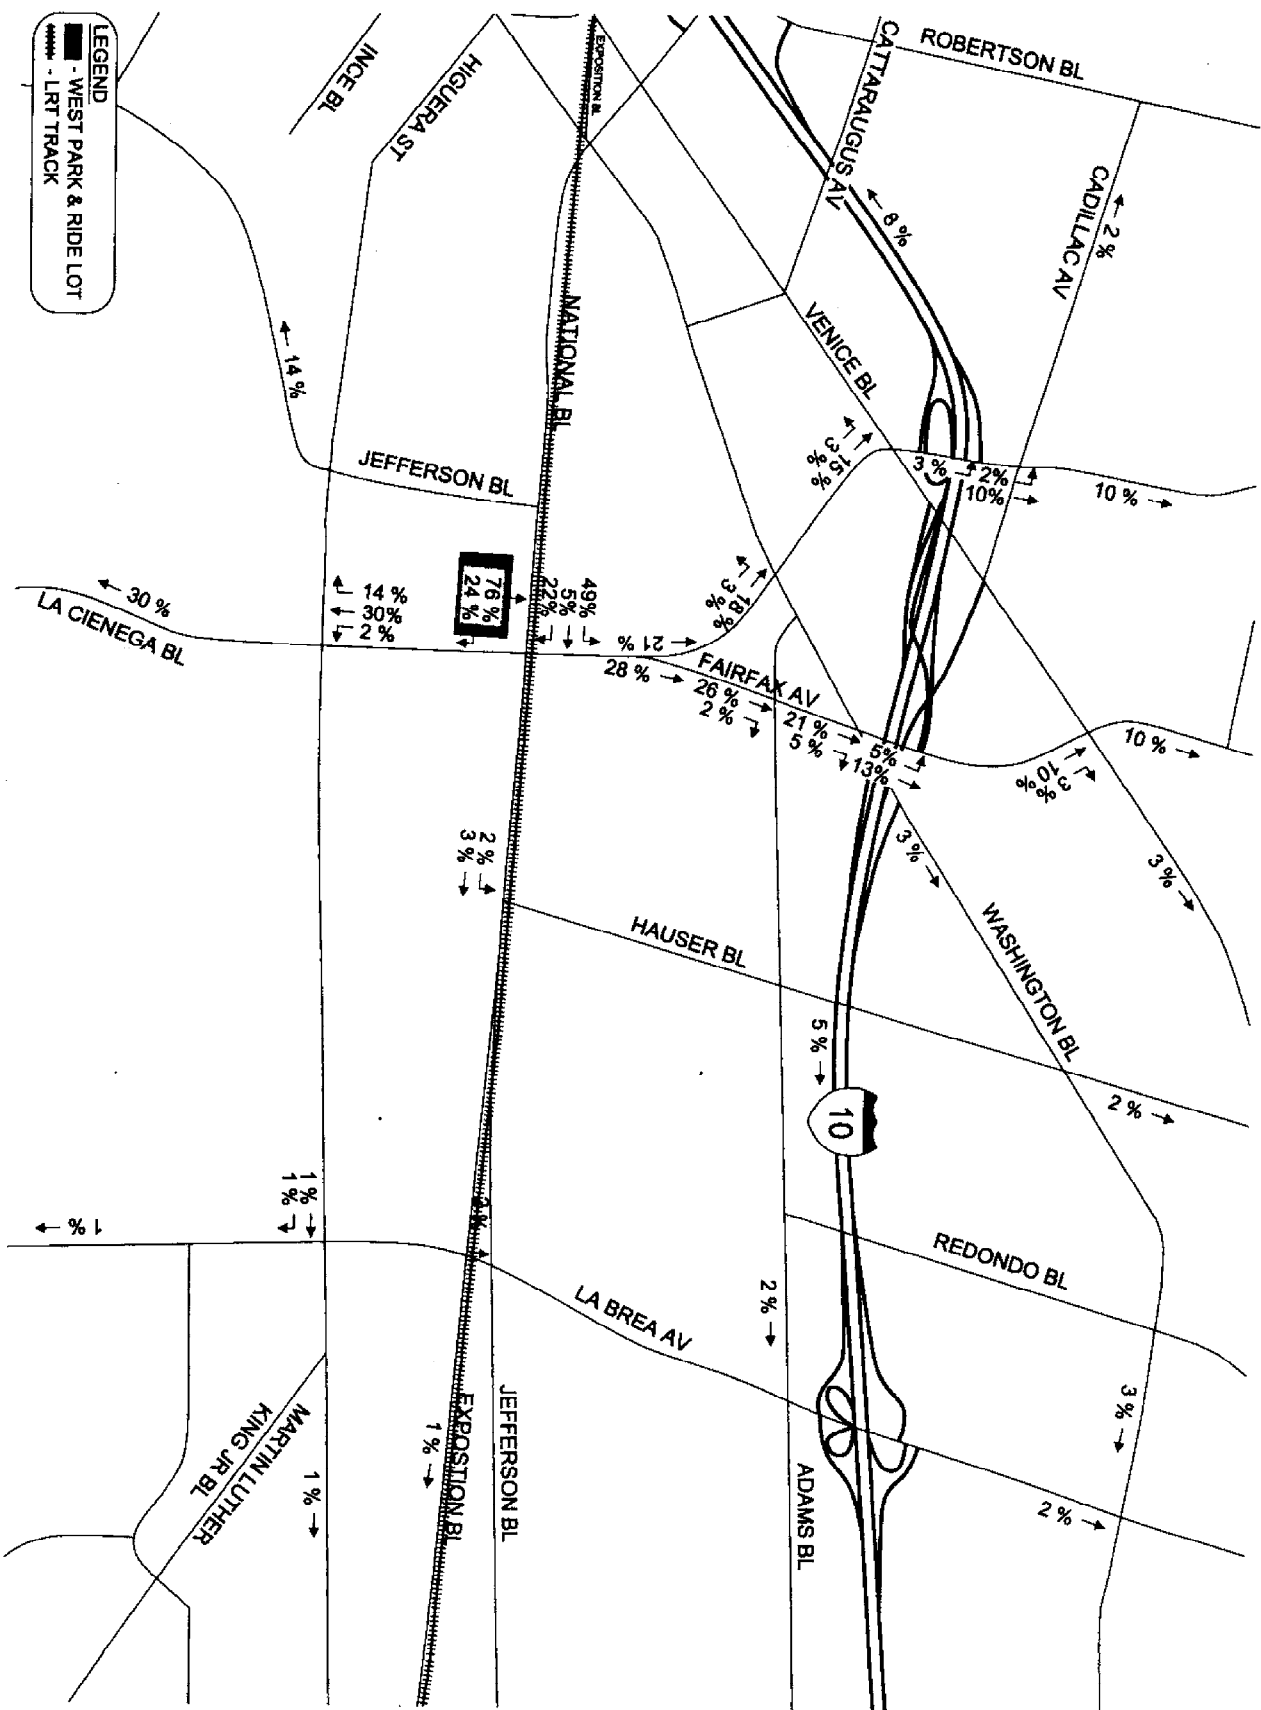 LEGEND
- WEST PARK & RIDE LOT
- LRT TRACK
INCE BL
HIGUERA ST
EXPOSITION BL
CATTARAUGUS AV
ROBERTSON BL
CADILLAC AV
← 2 %
← 8 %
NATIONAL BL
VENICE BL
← 14 %
JEFFERSON BL
15 %
3 %
3 %
2%
10%
10 % →
18 %
3 %
76 %
24 %
49%
5%
22%
14 %
← 30%
2 %
← 30 %
LA CIENEGA BL
21 % →
28 % →
FAIRFAX AV
26 % →
2 %
21 % →
5 %
5%
13% →
10 %
3 %
10 % →
3 % →
3 % →
2 %
3 % →
HAUSER BL
WASHINGTON BL
5 % →
10
2 % →
1 % →
1 %
← 1 %
REDONDO BL
LA BREA AV
2 % →
3 % →
2 % →
MARTIN LUTHER
KING JR BL
1 % →
EXPOSTION BL
1 % →
JEFFERSON BL
ADAMS BL